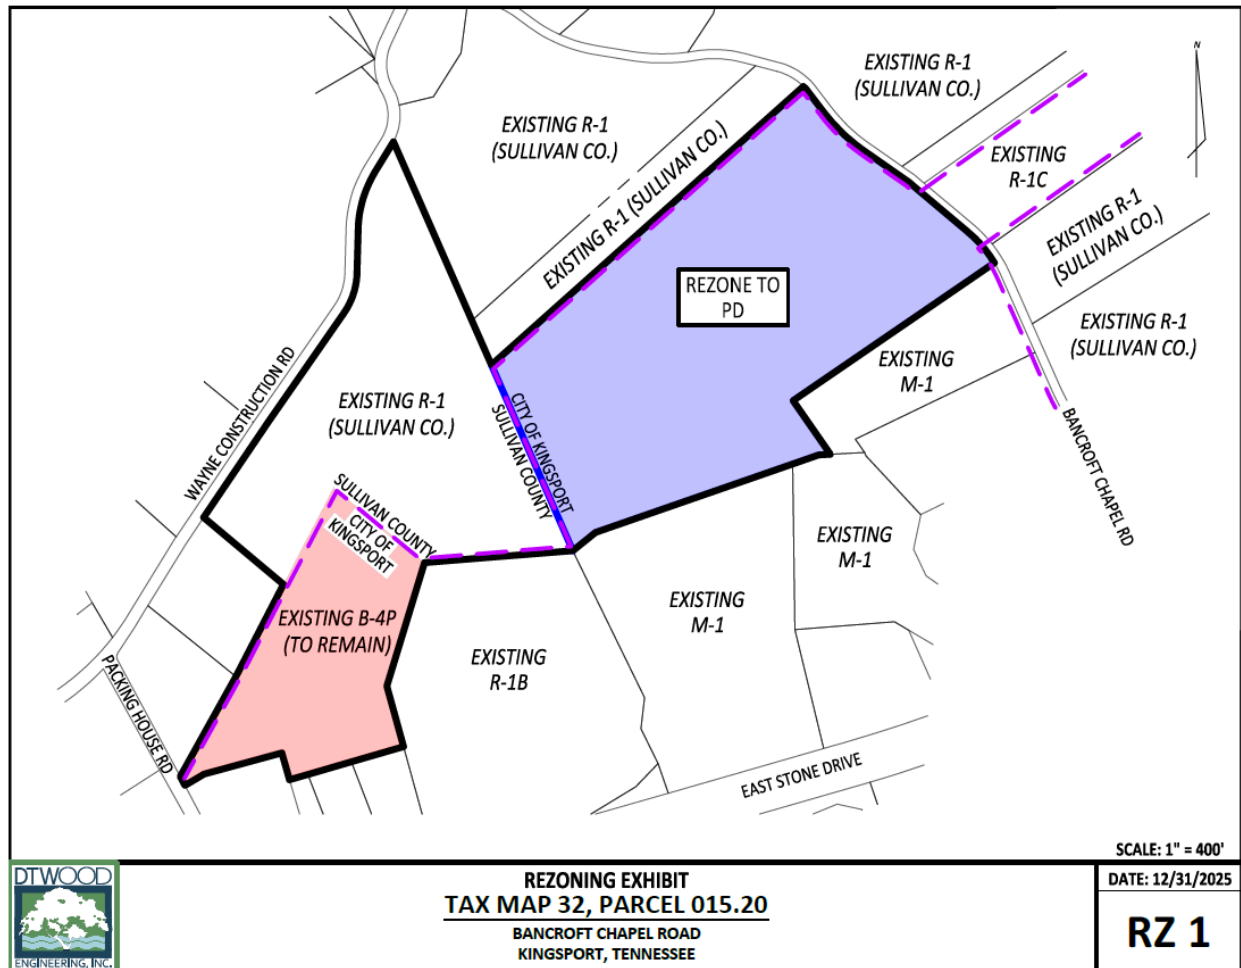 EXISTING R-1
(SULLIVAN CO.)
N
EXISTING R-1
(SULLIVAN CO.)
EXISTING R-1 (SULLIVAN CO.)
EXISTING
R-1C
EXISTING R-1
(SULLIVAN CO.)
REZONE TO
PD
EXISTING R-1
(SULLIVAN CO.)
EXISTING
M-1
WAYNE CONSTRUCTION RD
EXISTING R-1
(SULLIVAN CO.)
CITY OF KINGSPORT
SULLIVAN COUNTY
BANCROFT CHAPEL RD
SULLIVAN COUNTY
CITY OF
KINGSPORT
EXISTING
M-1
EXISTING
M-1
EXISTING B-4P
(TO REMAIN)
EXISTING
R-1B
PACKING HOUSE RD
EAST STONE DRIVE
SCALE: 1" = 400'
DTWOOD
ENGINEERING, INC.
REZONING EXHIBIT
TAX MAP 32, PARCEL 015.20
BANCROFT CHAPEL ROAD
KINGSPORT, TENNESSEE
DATE: 12/31/2025
RZ 1